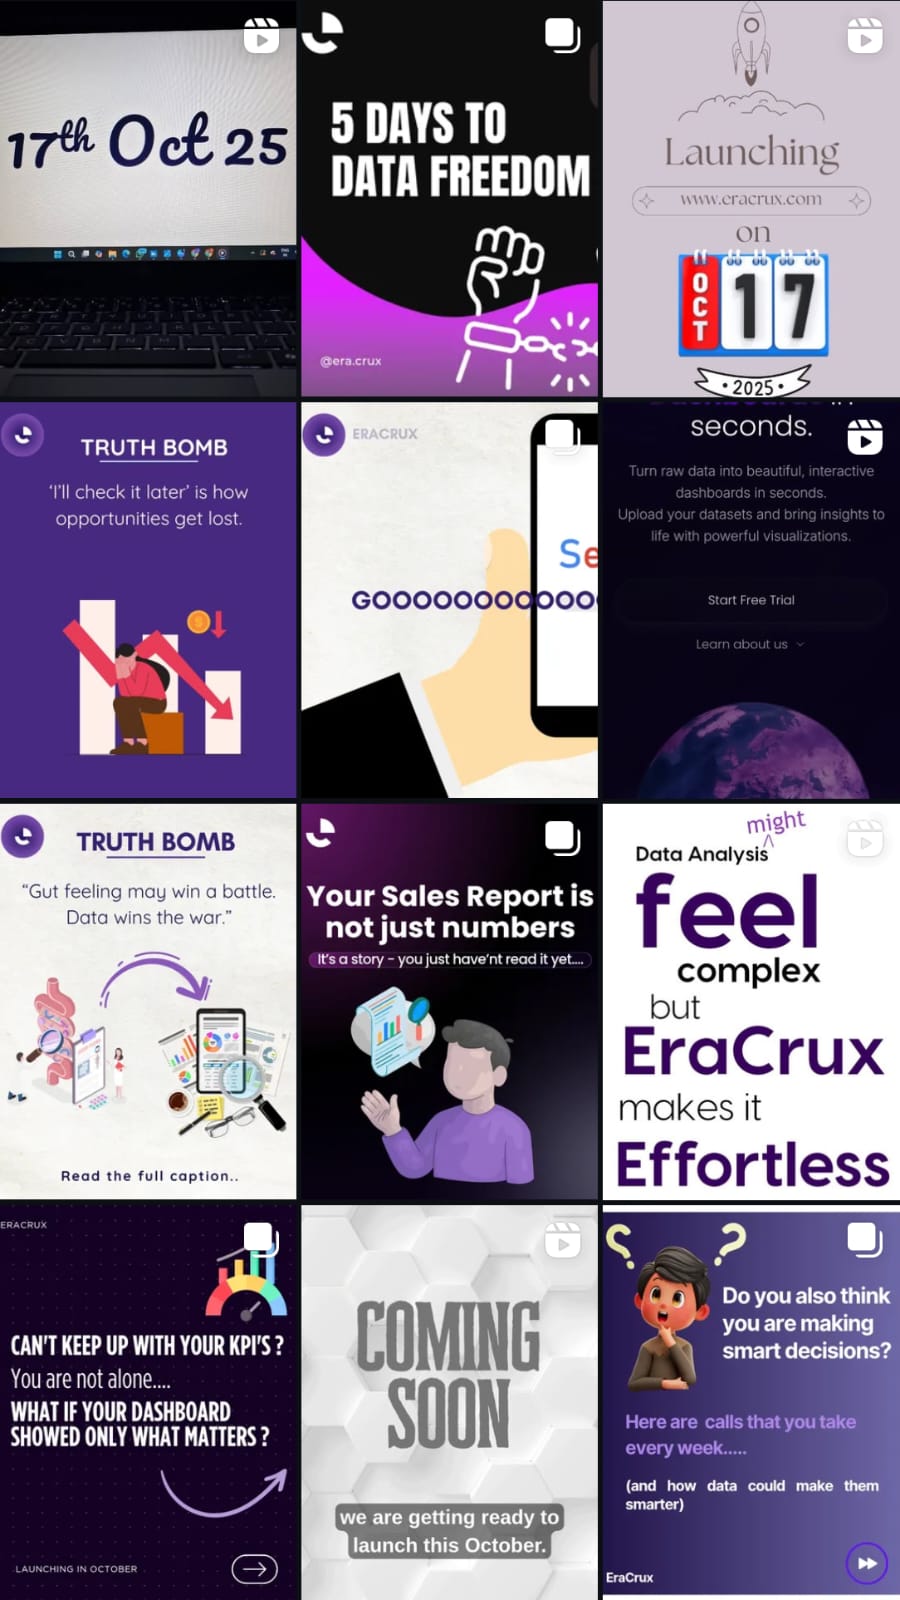 17th Oct 25
5 DAYS TO
DATA FREEDOM
@era.crux
Launching
www.eracrux.com
on
OCT
17
2025
TRUTH BOMB
‘I’ll check it later’ is how
opportunities get lost.
ERACRUX
Se
GOOOOOOOOOOOO
seconds.
Turn raw data into beautiful, interactive
dashboards in seconds.
Upload your datasets and bring insights to
life with powerful visualizations.
Start Free Trial
Learn about us
TRUTH BOMB
“Gut feeling may win a battle.
Data wins the war.”
Read the full caption..
Your Sales Report is
not just numbers
It's a story - you just have'nt read it yet....
might
Data Analysis
feel
complex
but
EraCrux
makes it
Effortless
ERACRUX
CAN'T KEEP UP WITH YOUR KPI'S ?
You are not alone....
WHAT IF YOUR DASHBOARD
SHOWED ONLY WHAT MATTERS ?
LAUNCHING IN OCTOBER
COMING
SOON
we are getting ready to
launch this October.
Do you also think
you are making
smart decisions?
Here are calls that you take
every week.....
(and how data could make them
smarter)
EraCrux